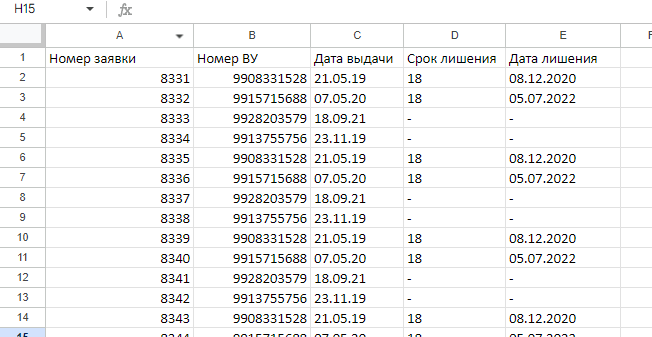 H15 fx
A B C D E
1 Номер заявки Номер ВУ Дата выдачи Срок лишения Дата лишения
2 8331 9908331528 21.05.19 18 08.12.2020
3 8332 9915715688 07.05.20 18 05.07.2022
4 8333 9928203579 18.09.21 - -
5 8334 9913755756 23.11.19 - -
6 8335 9908331528 21.05.19 18 08.12.2020
7 8336 9915715688 07.05.20 18 05.07.2022
8 8337 9928203579 18.09.21 - -
9 8338 9913755756 23.11.19 - -
10 8339 9908331528 21.05.19 18 08.12.2020
11 8340 9915715688 07.05.20 18 05.07.2022
12 8341 9928203579 18.09.21 - -
13 8342 9913755756 23.11.19 - -
14 8343 9908331528 21.05.19 18 08.12.2020